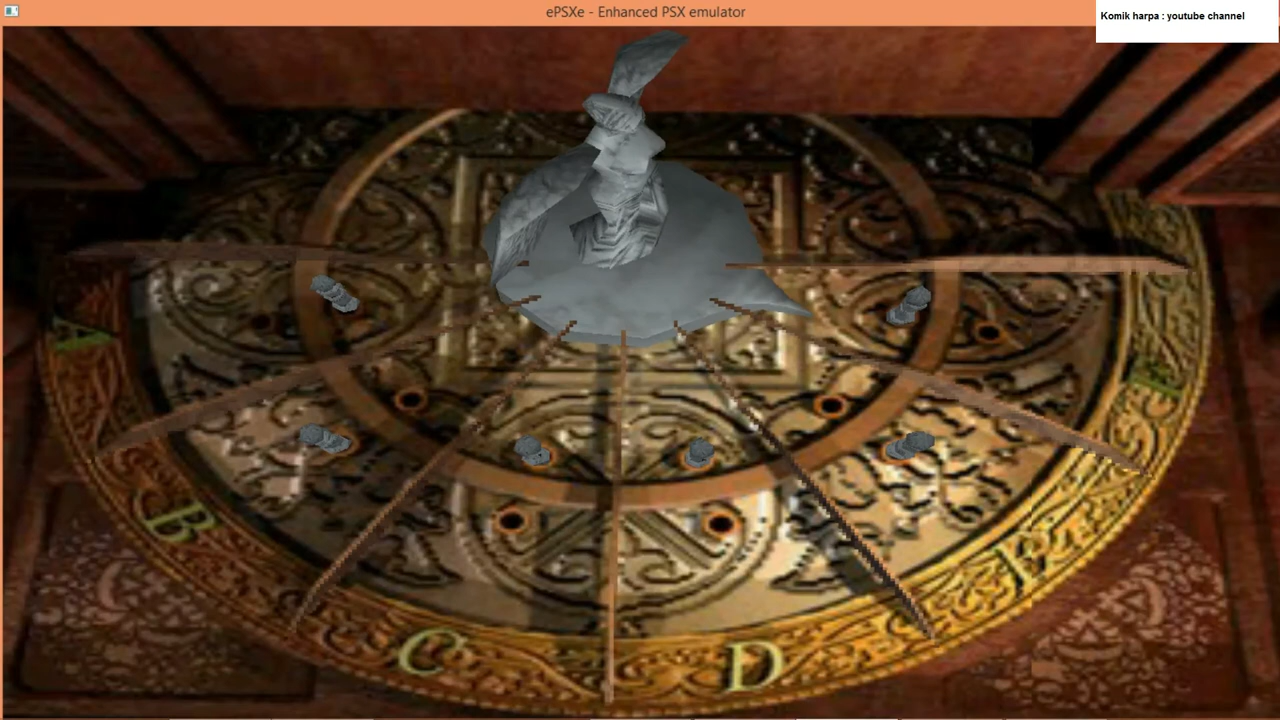 ePSXe - Enhanced PSX emulator
Komik harpa : youtube channel
A
B
C
D
E
F